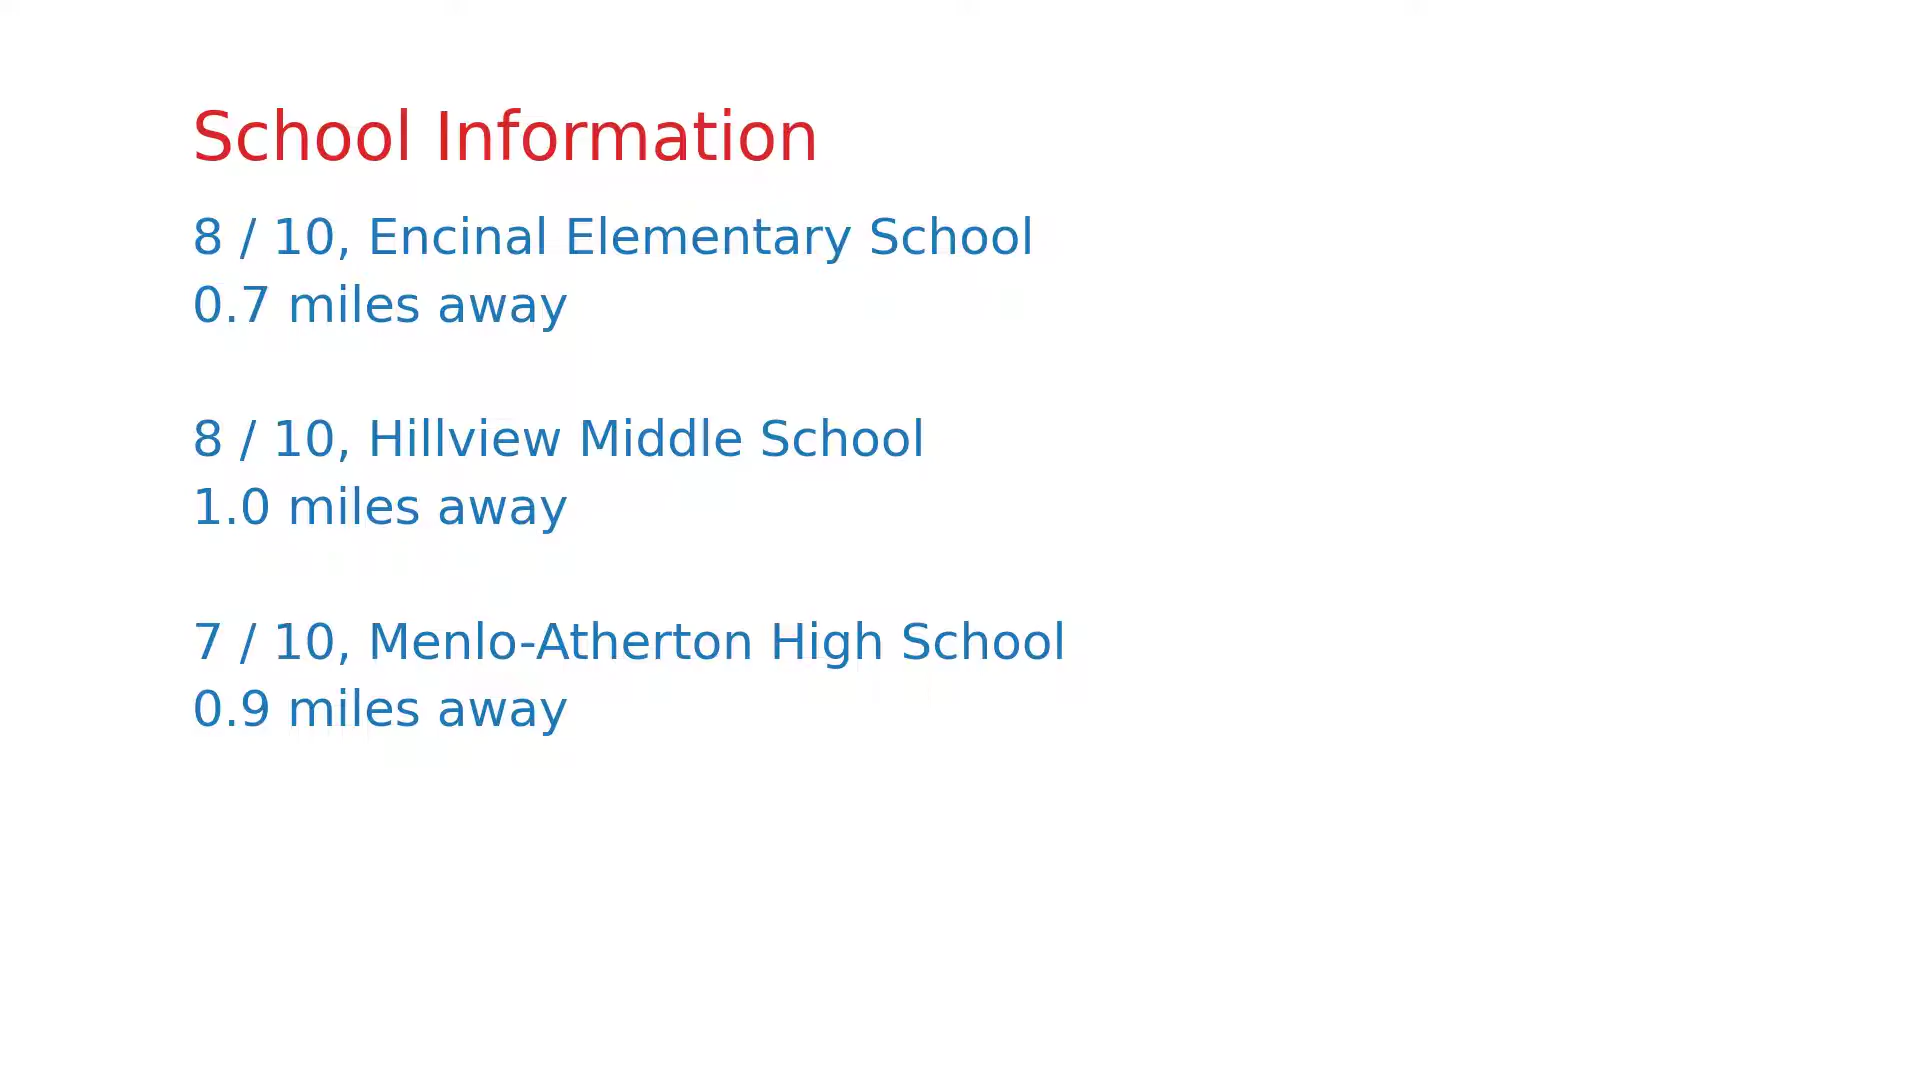 School Information
8 / 10, Encinal Elementary School
0.7 miles away
8 / 10, Hillview Middle School
1.0 miles away
7 / 10, Menlo-Atherton High School
0.9 miles away